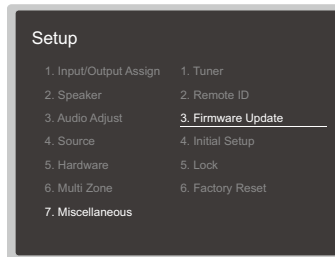 Setup
1. Input/Output Assign
2. Speaker
3. Audio Adjust
4. Source
5. Hardware
6. Multi Zone
7. Miscellaneous
1. Tuner
2. Remote ID
3. Firmware Update
4. Initial Setup
5. Lock
6. Factory Reset